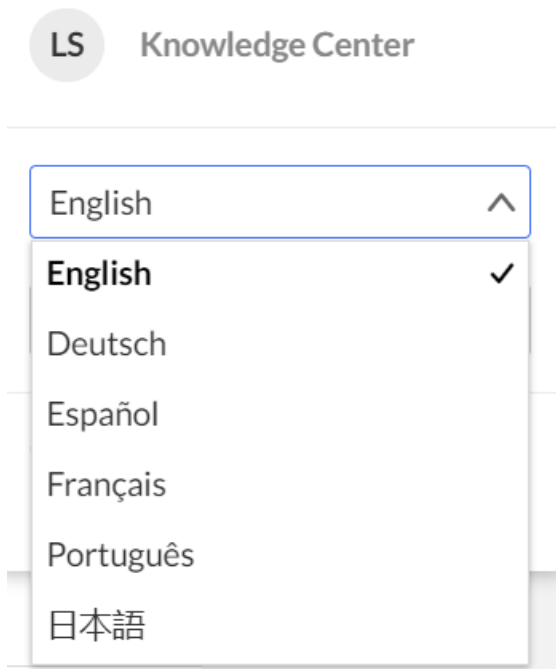 LS Knowledge Center
English
English
Deutsch
Español
Français
Português
日本語